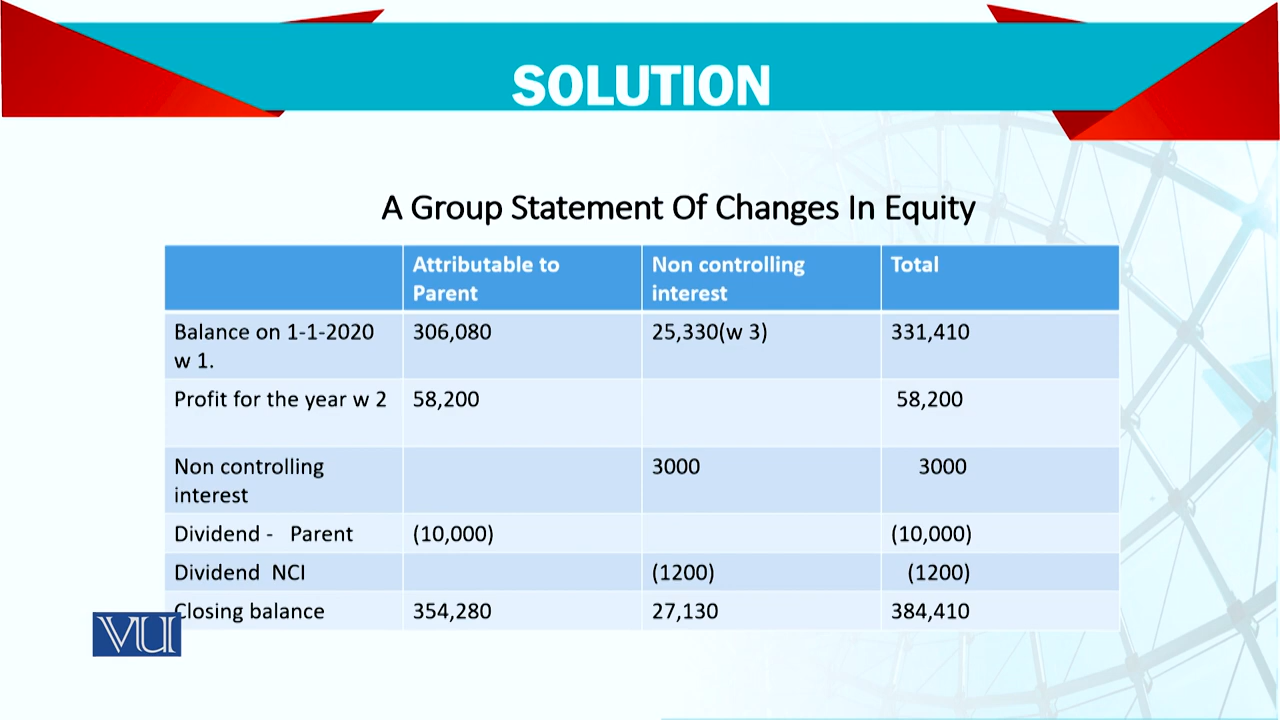 SOLUTION
A Group Statement Of Changes In Equity
Attributable to Parent
Non controlling interest
Total
Balance on 1-1-2020 w 1.
306,080
25,330(w 3)
331,410
Profit for the year w 2
58,200
58,200
Non controlling interest
3000
3000
Dividend - Parent
(10,000)
(10,000)
Dividend NCI
(1200)
(1200)
Closing balance
354,280
27,130
384,410
VU